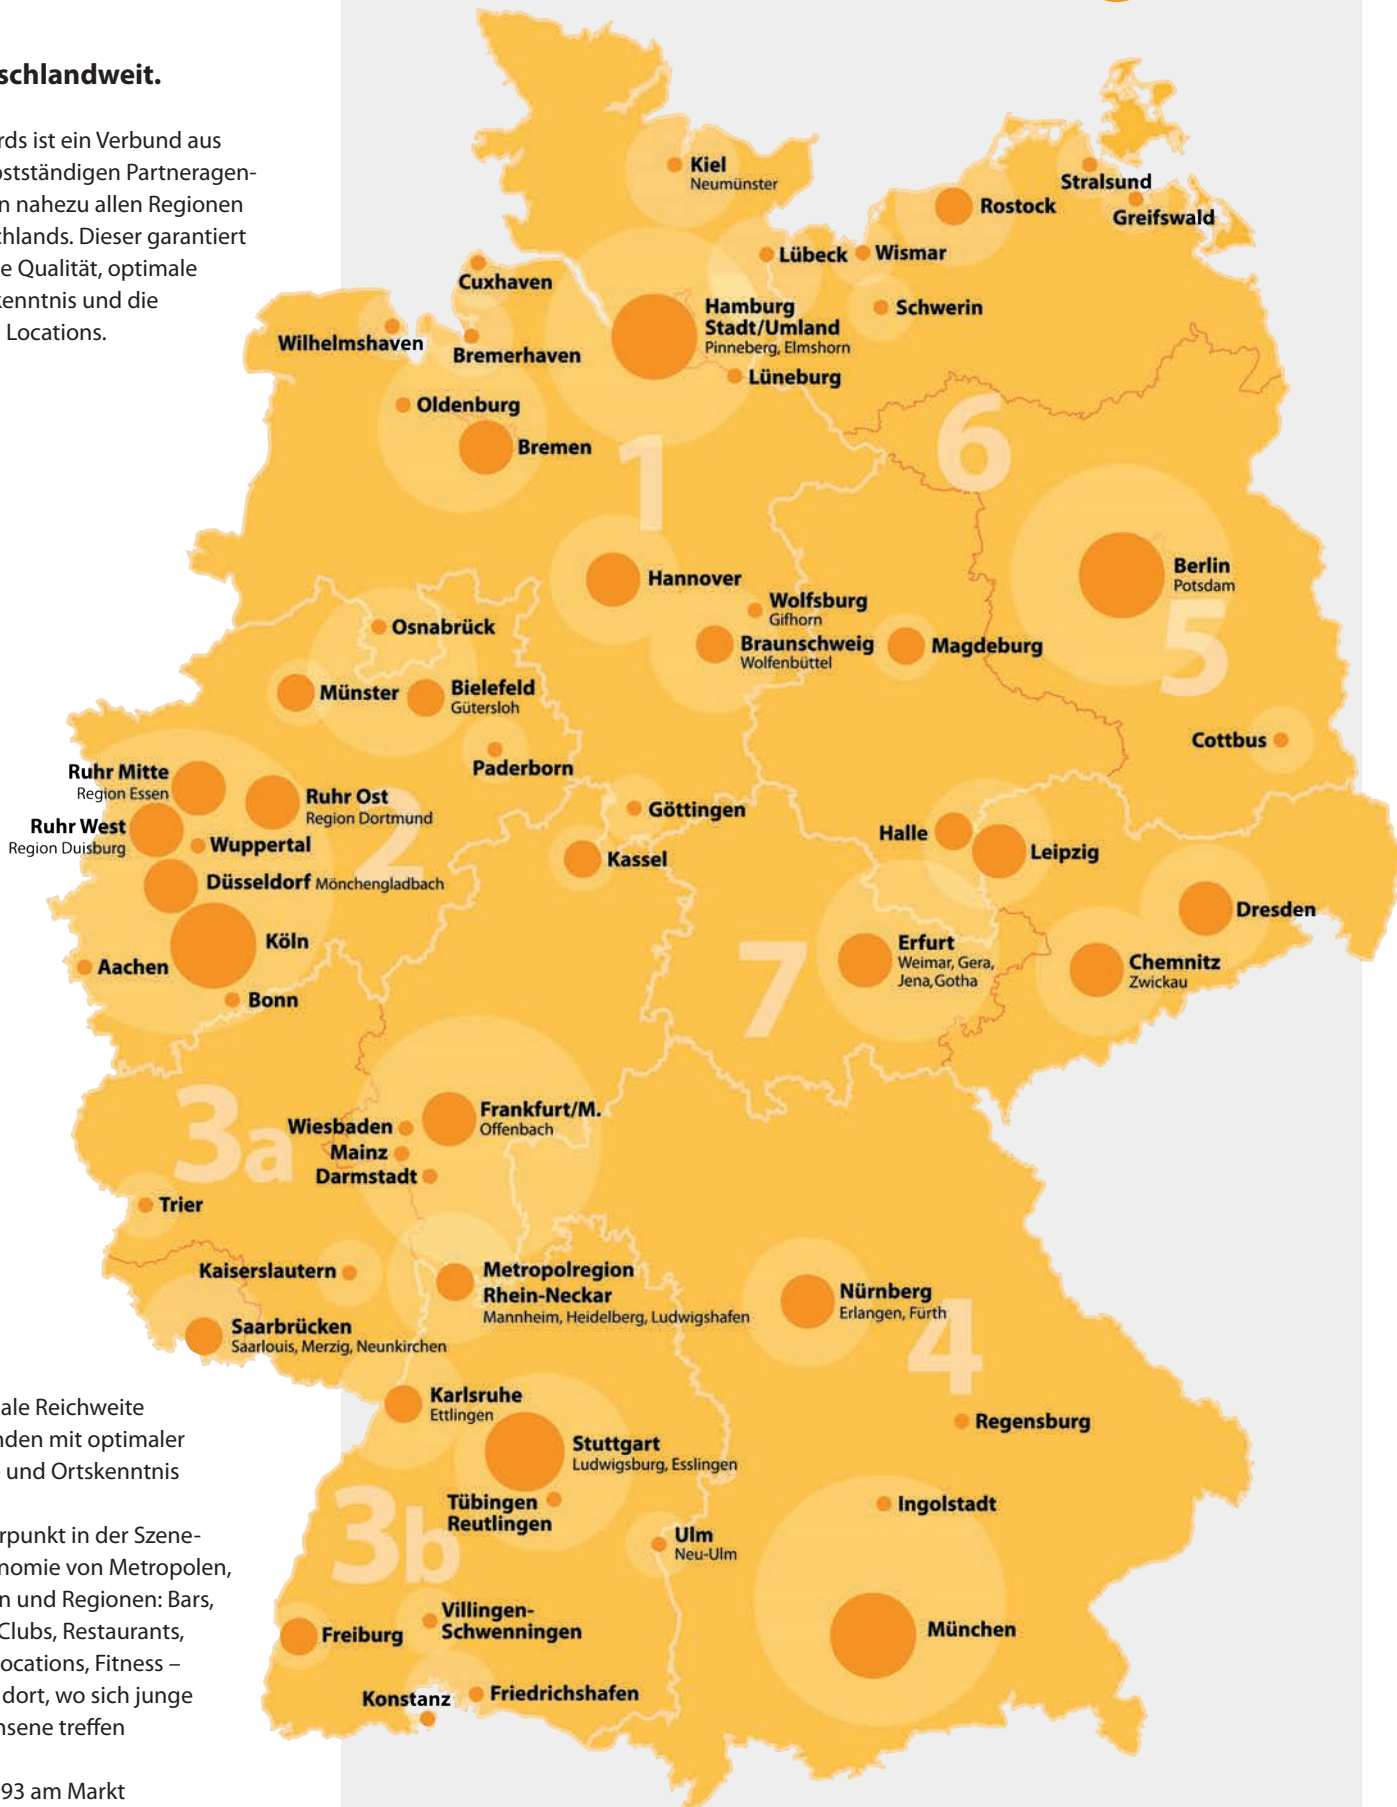 schlandweit.
rds ist ein Verbund aus
ostständigen Partneragen-
n nahezu allen Regionen
chlands. Dieser garantiert
e Qualität, optimale
kenntnis und die
Locations.
Kiel
Neumünster
Stralsund
Rostock
Greifswald
Lübeck
Wismar
Cuxhaven
Hamburg
Stadt/Umland
Pinneberg, Elmshorn
Schwerin
Wilhelmshaven
Bremerhaven
Lüneburg
Oldenburg
6
Bremen
1
Hannover
Berlin
Potsdam
Wolfsburg
Gifhorn
5
Osnabrück
Braunschweig
Wolfenbüttel
Magdeburg
Münster
Bielefeld
Gütersloh
Cottbus
Paderborn
Ruhr Mitte
Region Essen
Ruhr Ost
Region Dortmund
Göttingen
Ruhr West
Region Duisburg
2
Wuppertal
Halle
Leipzig
Kassel
Düsseldorf Mönchengladbach
Dresden
Köln
Erfurt
Weimar, Gera,
Jena, Gotha
Aachen
7
Chemnitz
Zwickau
Bonn
Frankfurt/M.
Offenbach
3a
Wiesbaden
Mainz
Darmstadt
Trier
Kaiserslautern
Metropolregion
Rhein-Neckar
Mannheim, Heidelberg, Ludwigshafen
Nürnberg
Erlangen, Fürth
Saarbrücken
Saarlouis, Merzig, Neunkirchen
4
Karlsruhe
Ettlingen
Regensburg
Stuttgart
Ludwigsburg, Esslingen
Tübingen
Reutlingen
Ingolstadt
3b
Ulm
Neu-Ulm
Villingen-
Schwenningen
Freiburg
München
Konstanz
Friedrichshafen
ale Reichweite
nden mit optimaler
und Ortskenntnis
rpunkt in der Szene-
nomie von Metropolen,
n und Regionen: Bars,
Clubs, Restaurants,
ocations, Fitness –
dort, wo sich junge
nsene treffen
93 am Markt